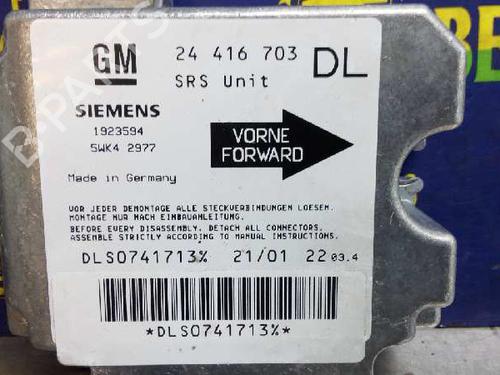 GM 24 416 703 DL
SRS Unit
SIEMENS
1923594
5WK4 2977
VORNE
FORWARD
Made in Germany
VOR JEDER DEMONTAGE ALLE STECKVERBINDUNGEN LOESEN.
MONTAGE NUR NACH EINBAUANLEITUNG.
BEFORE EVERY DISASSEMBLY, DETACH ALL CONNECTORS.
ASSEMBLE STRICTLY ACCORDING TO MANUAL INSTRUCTIONS.
DLS0741713% 21/01 22 03.4
*DLS0741713%*